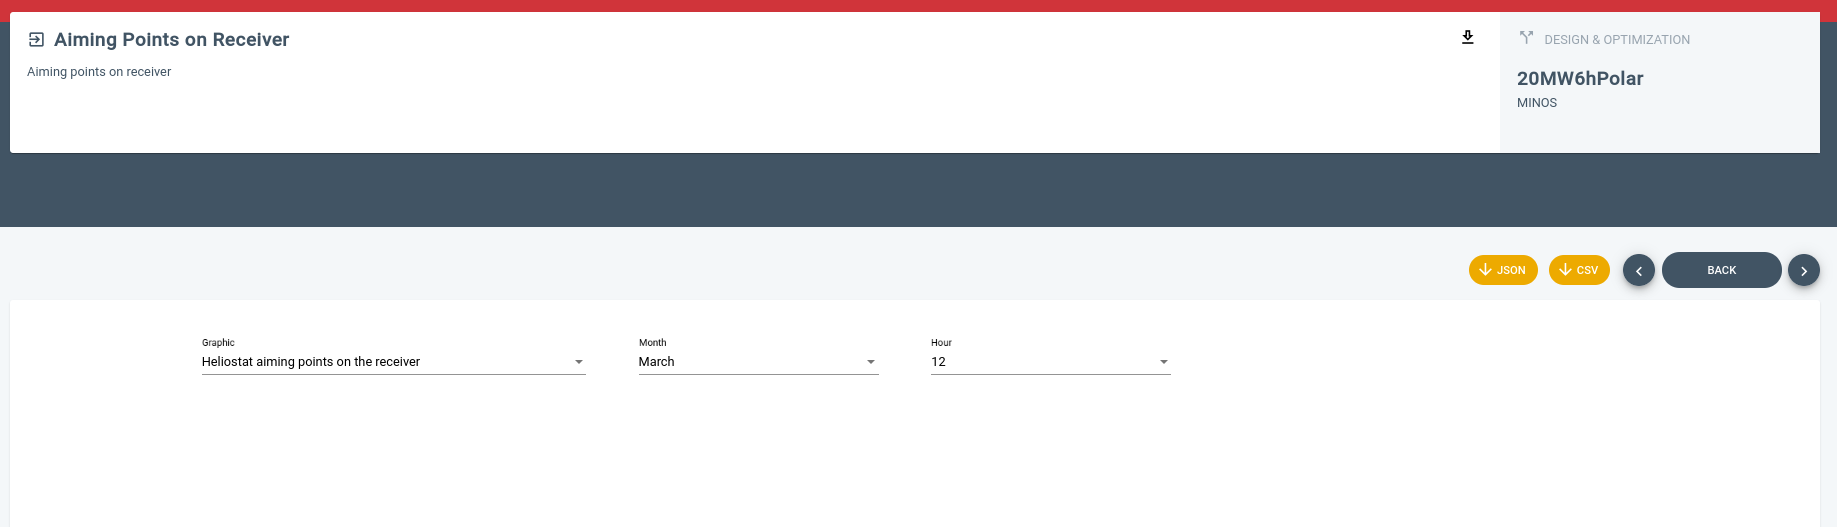 Aiming Points on Receiver
Aiming points on receiver
DESIGN & OPTIMIZATION
20MW6hPolar
MINOS
JSON
CSV
BACK
Graphic
Heliostat aiming points on the receiver
Month
March
Hour
12